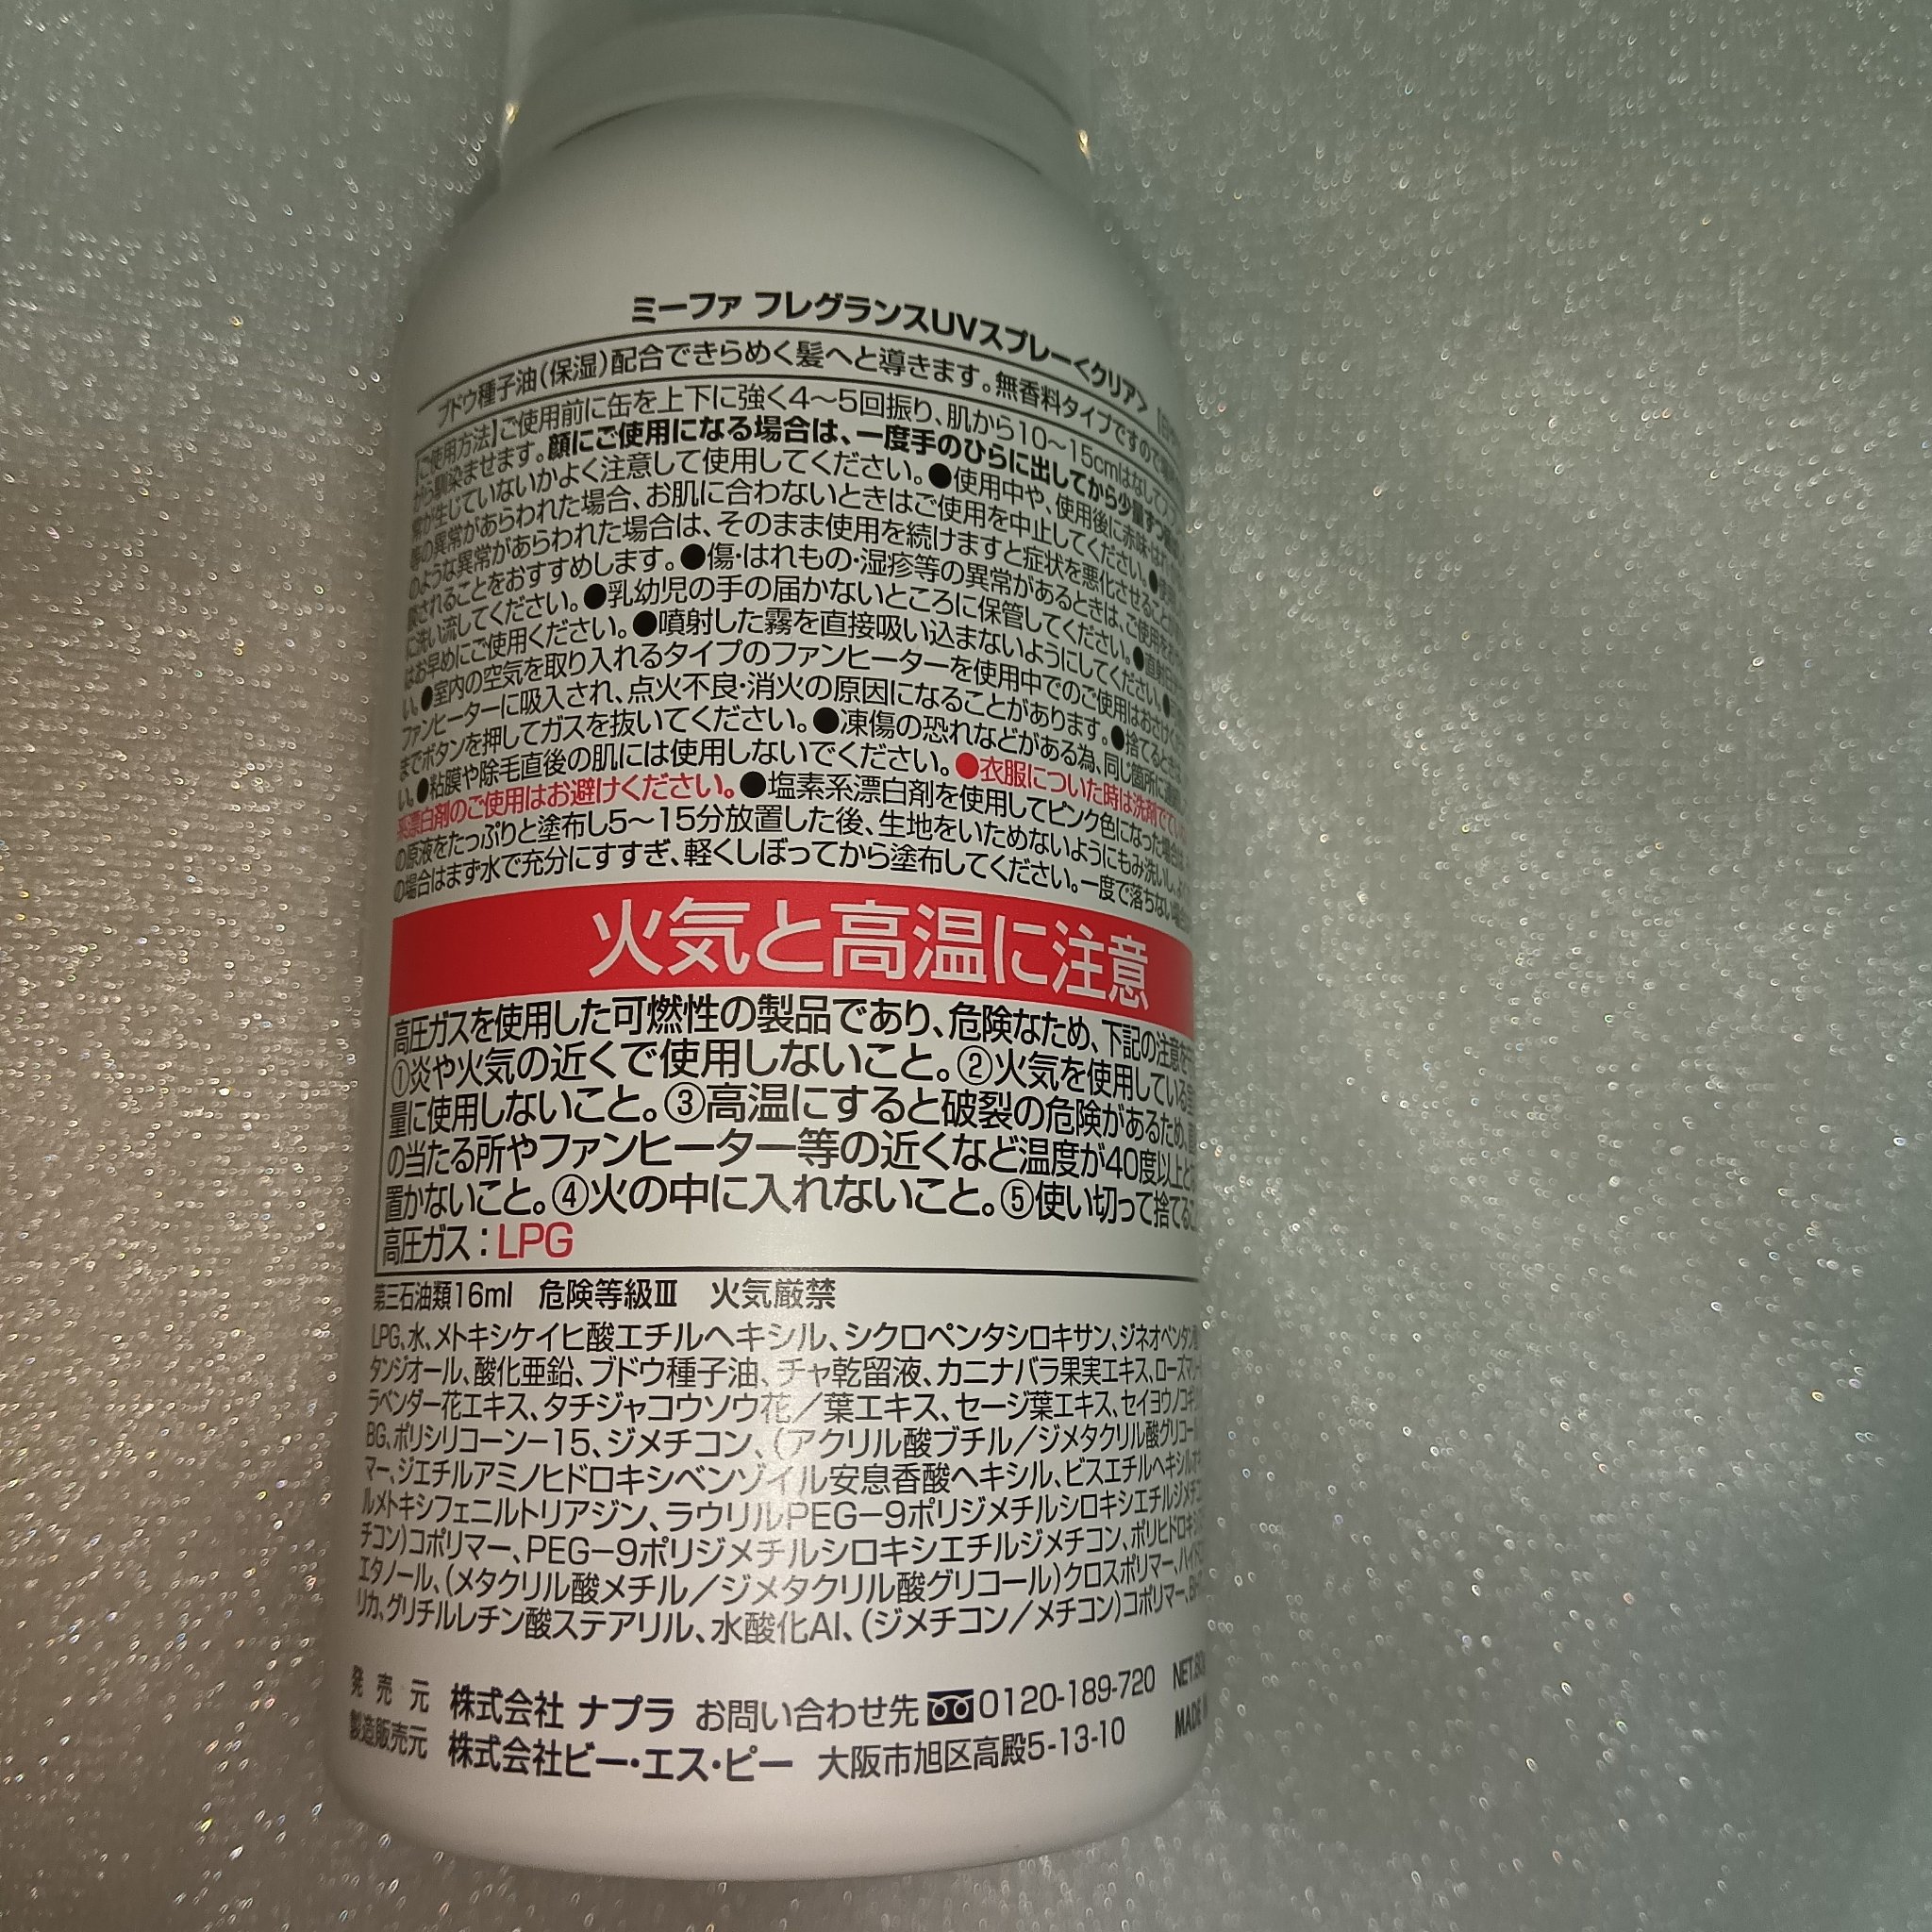 ミーファ フレグランスUVスプレー<クリア>
ブドウ種子油(保湿)配合できらめく髪へと導きます。無香料タイプですので
【ご使用方法】ご使用前に缶を上下に強く4〜5回振り、肌から10〜15cmはなして
がら馴染ませます。顔にご使用になる場合は、一度手のひらに出してから少量ずつ
常が生じていないかよく注意して使用してください。●使用中や、使用後に赤味・はれ
等の異常があらわれた場合、お肌に合わないときはご使用を中止してください。●
のような異常があらわれた場合は、そのまま使用を続けますと症状を悪化させること
談されることをおすすめします。●傷・はれもの・湿疹等の異常があるときは、ご使用を
に洗い流してください。●乳幼児の手の届かないところに保管してください。●直射日
はお早めにご使用ください。●噴射した霧を直接吸い込まないようにしてください。●
い。●室内の空気を取り入れるタイプのファンヒーターを使用中でのご使用はおさけ
ファンヒーターに吸入され、点火不良・消火の原因になることがあります。●捨てるとき
までボタンを押してガスを抜いてください。●凍傷の恐れなどがある為、同じ箇所に
い。●粘膜や除毛直後の肌には使用しないでください。●衣服についた時は洗剤で
系漂白剤のご使用はお避けください。●塩素系漂白剤を使用してピンク色になった場合
の原液をたっぷりと塗布し5〜15分放置した後、生地をいためないようにもみ洗いし、
の場合はまず水で充分にすすぎ、軽くしぼってから塗布してください。一度で落ちない
火気と高温に注意
高圧ガスを使用した可燃性の製品であり、危険なため、下記の注意を
①炎や火気の近くで使用しないこと。②火気を使用している
量に使用しないこと。③高温にすると破裂の危険があるため、
の当たる所やファンヒーター等の近くなど温度が40度以上と
置かないこと。④火の中に入れないこと。⑤使い切って捨てる
高圧ガス:LPG
第三石油類16ml 危険等級Ⅲ 火気厳禁
LPG、水、メトキシケイヒ酸エチルヘキシル、シクロペンタシロキサン、ジネオペンタン酸
タンジオール、酸化亜鉛、ブドウ種子油、チャ乾留液、カニナバラ果実エキス、ローズマリー
ラベンダー花エキス、タチジャコウソウ花/葉エキス、セージ葉エキス、セイヨウノコギリ
BG、ポリシリコーン-15、ジメチコン、(アクリル酸ブチル/ジメタクリル酸グリコール
マー、ジエチルアミノヒドロキシベンゾイル安息香酸ヘキシル、ビスエチルヘキシル
ルメトキシフェニルトリアジン、ラウリルPEG-9ポリジメチルシロキシエチルジメチコ
チコン)コポリマー、PEG-9ポリジメチルシロキシエチルジメチコン、ポリヒドロキシ
エタノール、(メタクリル酸メチル/ジメタクリル酸グリコール)クロスポリマー、ハイドロ
リカ、グリチルレチン酸ステアリル、水酸化Al、(ジメチコン/メチコン)コポリマー、
発売元 株式会社 ナプラ お問い合わせ先 0120-189-720 NET.80
製造販売元 株式会社ビー・エス・ピー 大阪市旭区高殿5-13-10 MADE